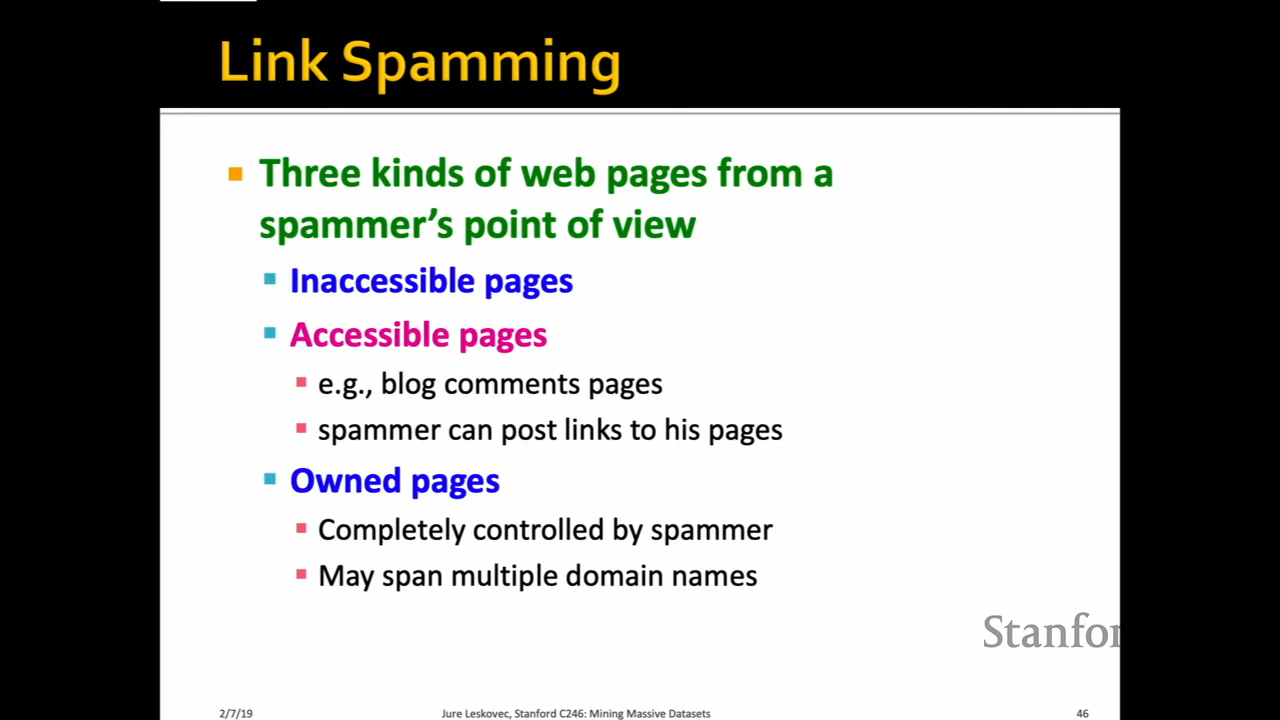 Link Spamming
Three kinds of web pages from a
spammer's point of view
Inaccessible pages
Accessible pages
e.g., blog comments pages
spammer can post links to his pages
Owned pages
Completely controlled by spammer
May span multiple domain names
Stanfor
2/7/19
Jure Leskovec, Stanford C246: Mining Massive Datasets
46